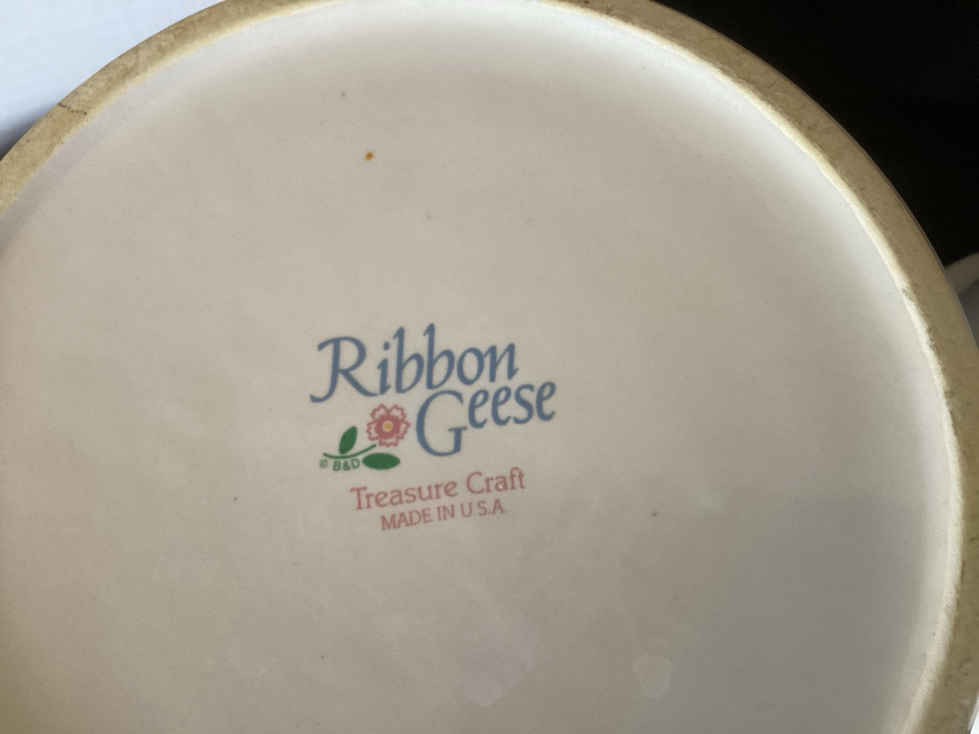 Ribbon
Geese
© B&D
Treasure Craft
MADE IN U.S.A.